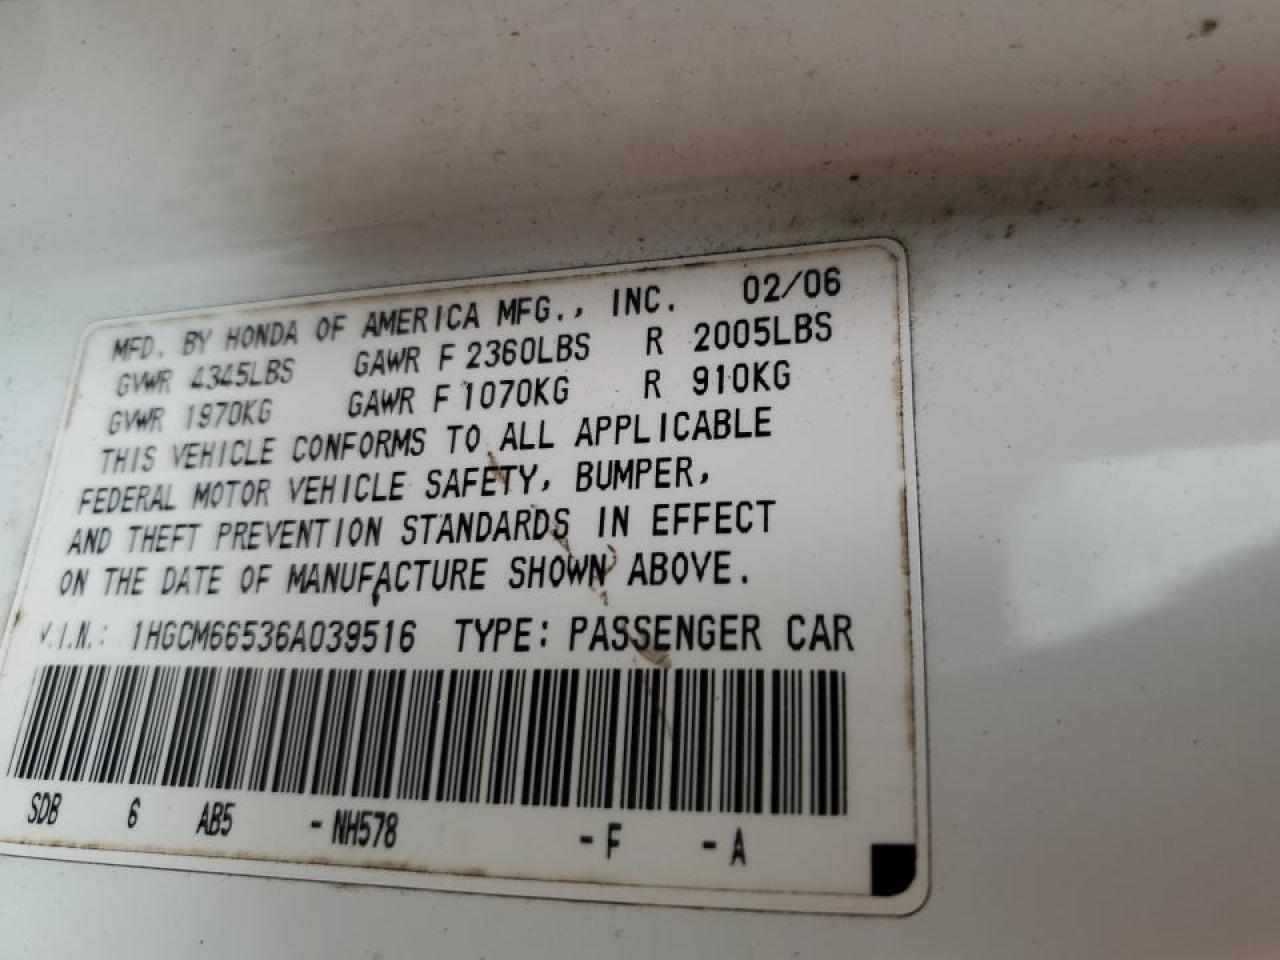 MFD. BY HONDA OF AMERICA MFG., INC. 02/06
GVWR 4345LBS GAWR F 2360LBS R 2005LBS
GVWR 1970KG GAWR F 1070KG R 910KG
THIS VEHICLE CONFORMS TO ALL APPLICABLE
FEDERAL MOTOR VEHICLE SAFETY, BUMPER,
AND THEFT PREVENTION STANDARDS IN EFFECT
ON THE DATE OF MANUFACTURE SHOWN ABOVE.
V.I.N.: 1HGCM66536A039516 TYPE: PASSENGER CAR
SDB 6 AB5 -NH578 -F -A